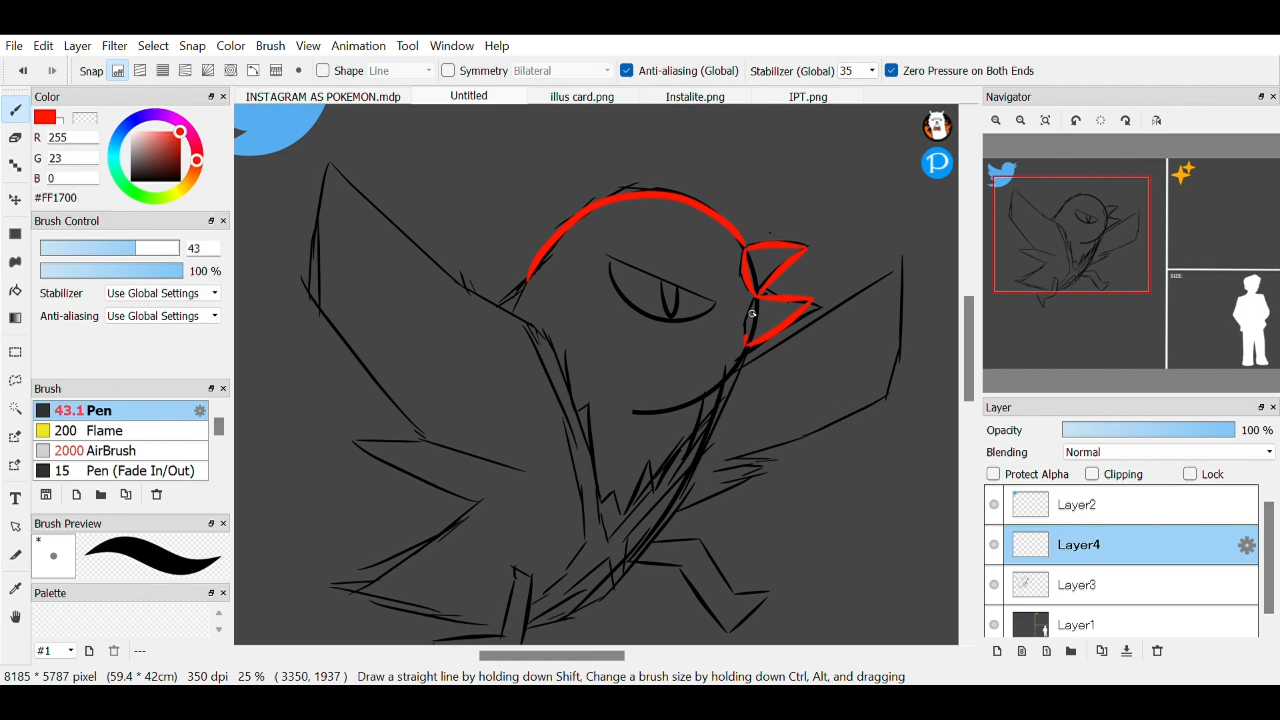 File Edit Layer Filter Select Snap Color Brush View Animation Tool Window Help
Snap off Shape Line Symmetry Bilateral Anti-aliasing (Global) Stabilizer (Global) 35 Zero Pressure on Both Ends
Color
INSTAGRAM AS POKEMON.mdp Untitled illus card.png Instalite.png IPT.png
Navigator
R 255
G 23
B 0
#FF1700
Brush Control
43
100 %
Stabilizer Use Global Settings
Anti-aliasing Use Global Settings
Brush
43.1 Pen
200 Flame
2000 AirBrush
15 Pen (Fade In/Out)
Brush Preview
*
Palette
#1 ---
P
SIZE:
Layer
Opacity 100 %
Blending Normal
Protect Alpha Clipping Lock
Layer2
Layer4
Layer3
Layer1
8185 * 5787 pixel (59.4 * 42cm) 350 dpi 25 % ( 3350, 1937 ) Draw a straight line by holding down Shift, Change a brush size by holding down Ctrl, Alt, and dragging